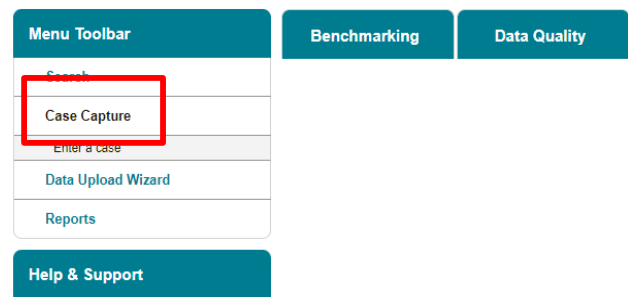 Menu Toolbar
Benchmarking
Data Quality
Search
Case Capture
Enter a case
Data Upload Wizard
Reports
Help & Support